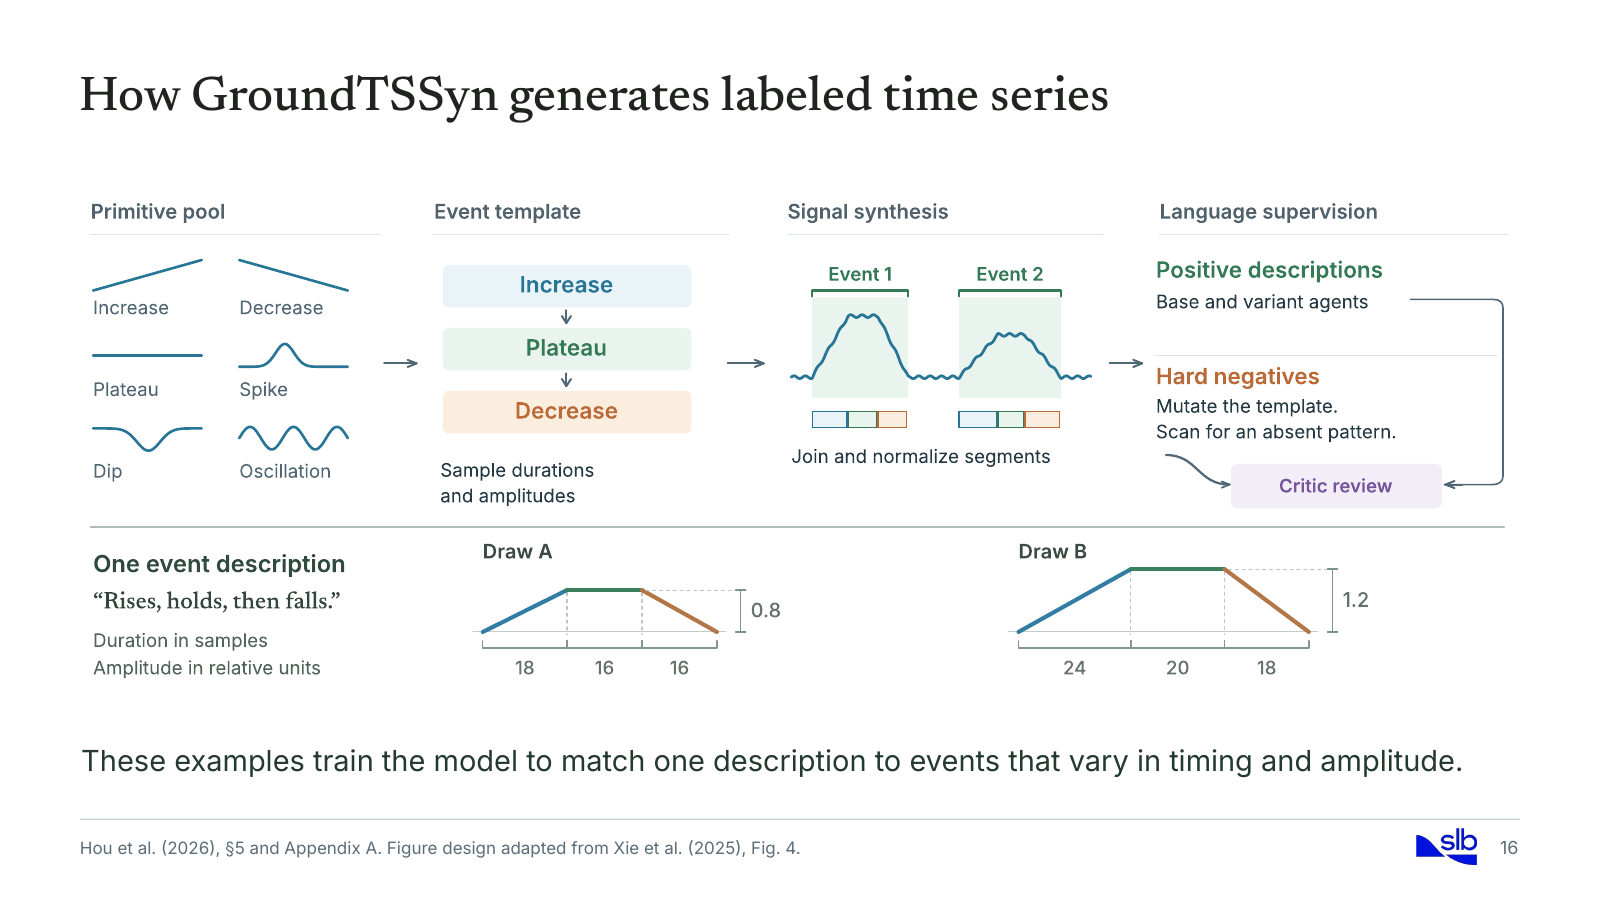 How GroundTSSyn generates labeled time series
Primitive pool
Increase
Decrease
Plateau
Spike
Dip
Oscillation
Event template
Increase
Plateau
Decrease
Sample durations
and amplitudes
Signal synthesis
Event 1
Event 2
Join and normalize segments
Language supervision
Positive descriptions
Base and variant agents
Hard negatives
Mutate the template.
Scan for an absent pattern.
Critic review
One event description
“Rises, holds, then falls.”
Duration in samples
Amplitude in relative units
Draw A
0.8
18
16
16
Draw B
1.2
24
20
18
These examples train the model to match one description to events that vary in timing and amplitude.
Hou et al. (2026), §5 and Appendix A. Figure design adapted from Xie et al. (2025), Fig. 4.
slb
16